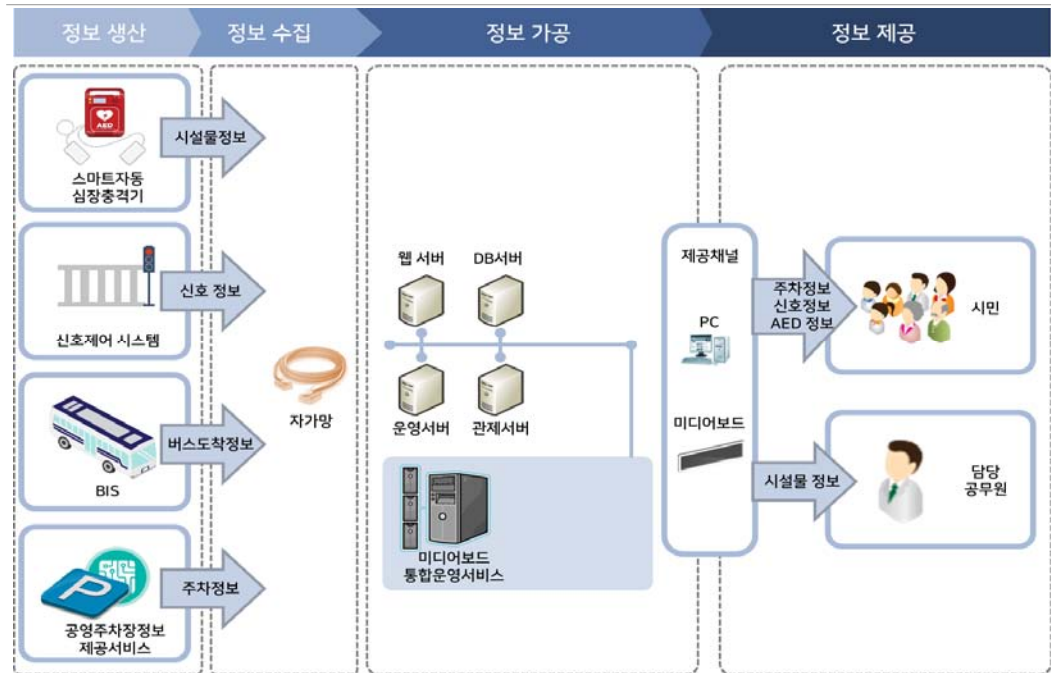 정보 생산
정보 수집
정보 가공
정보 제공
AED
스마트자동
심장충격기
시설물정보
신호제어 시스템
신호 정보
BIS
버스도착정보
P
공영주차장정보
제공서비스
주차정보
자가망
웹 서버
DB서버
운영서버
관제서버
미디어보드
통합운영서비스
제공채널
PC
미디어보드
주차정보
신호정보
AED 정보
시민
시설물 정보
담당
공무원